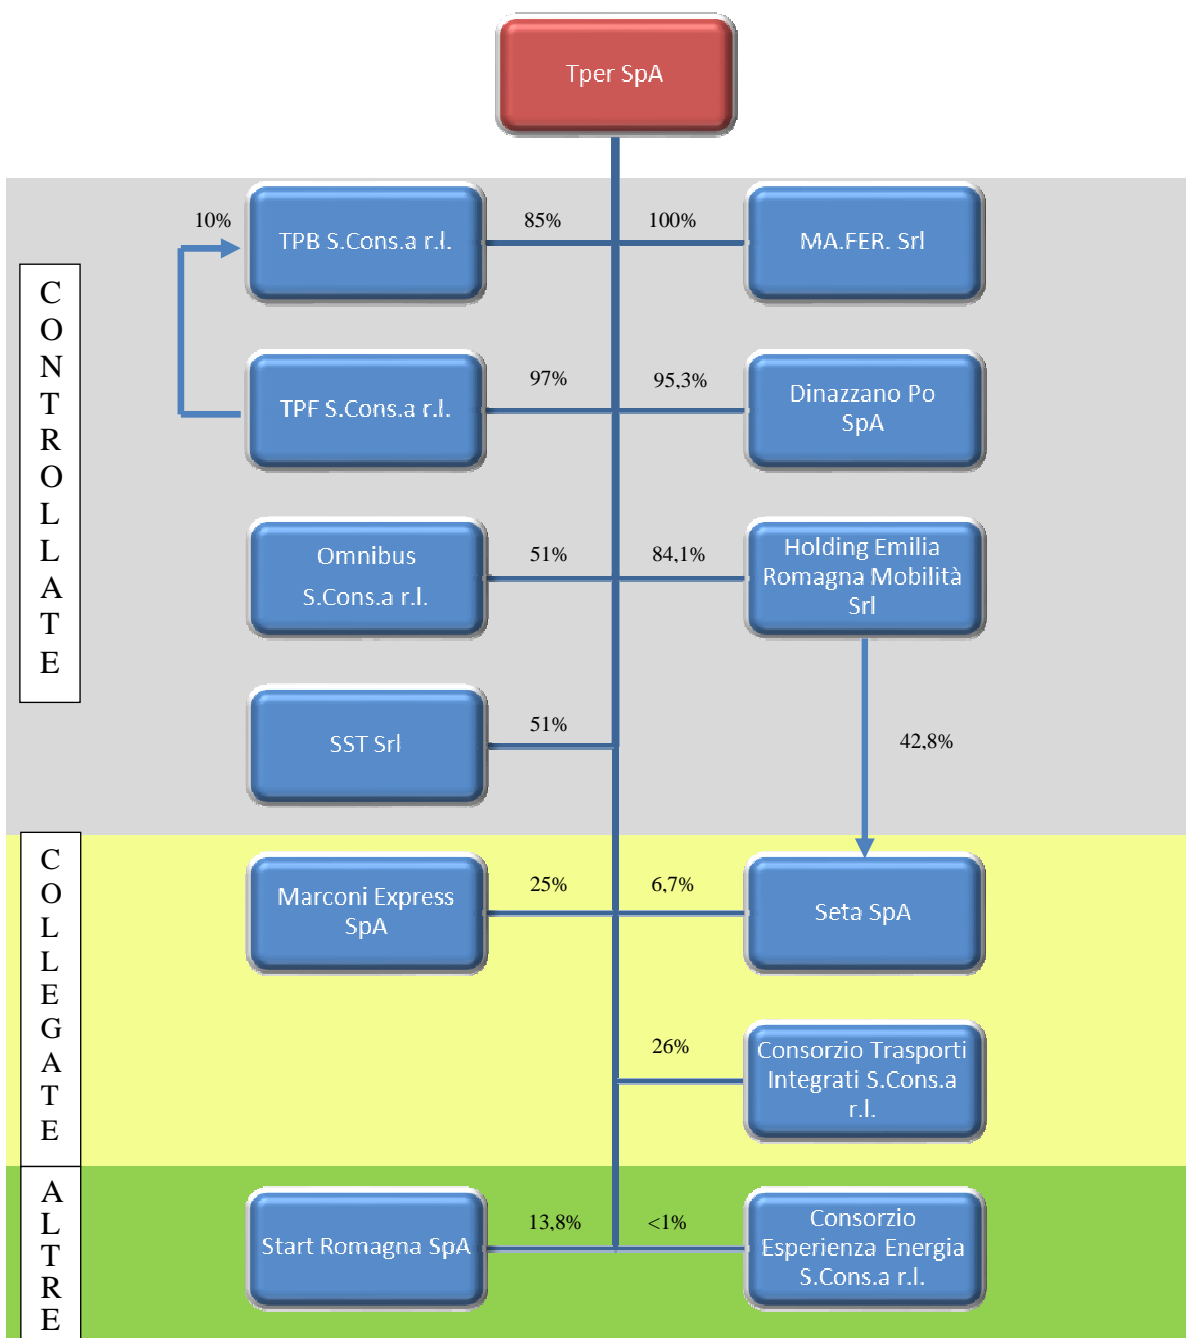 Tper SpA
CONTROLLATE
10%
TPB S.Cons.a r.l.
85%
100%
MA.FER. Srl
TPF S.Cons.a r.l.
97%
95,3%
Dinazzano Po
SpA
Omnibus
S.Cons.a r.l.
51%
84,1%
Holding Emilia
Romagna Mobilità
Srl
SST Srl
51%
42,8%
COLLEGATE
Marconi Express
SpA
25%
6,7%
Seta SpA
26%
Consorzio Trasporti
Integrati S.Cons.a
r.l.
ALTRE
Start Romagna SpA
13,8%
<1%
Consorzio
Esperienza Energia
S.Cons.a r.l.